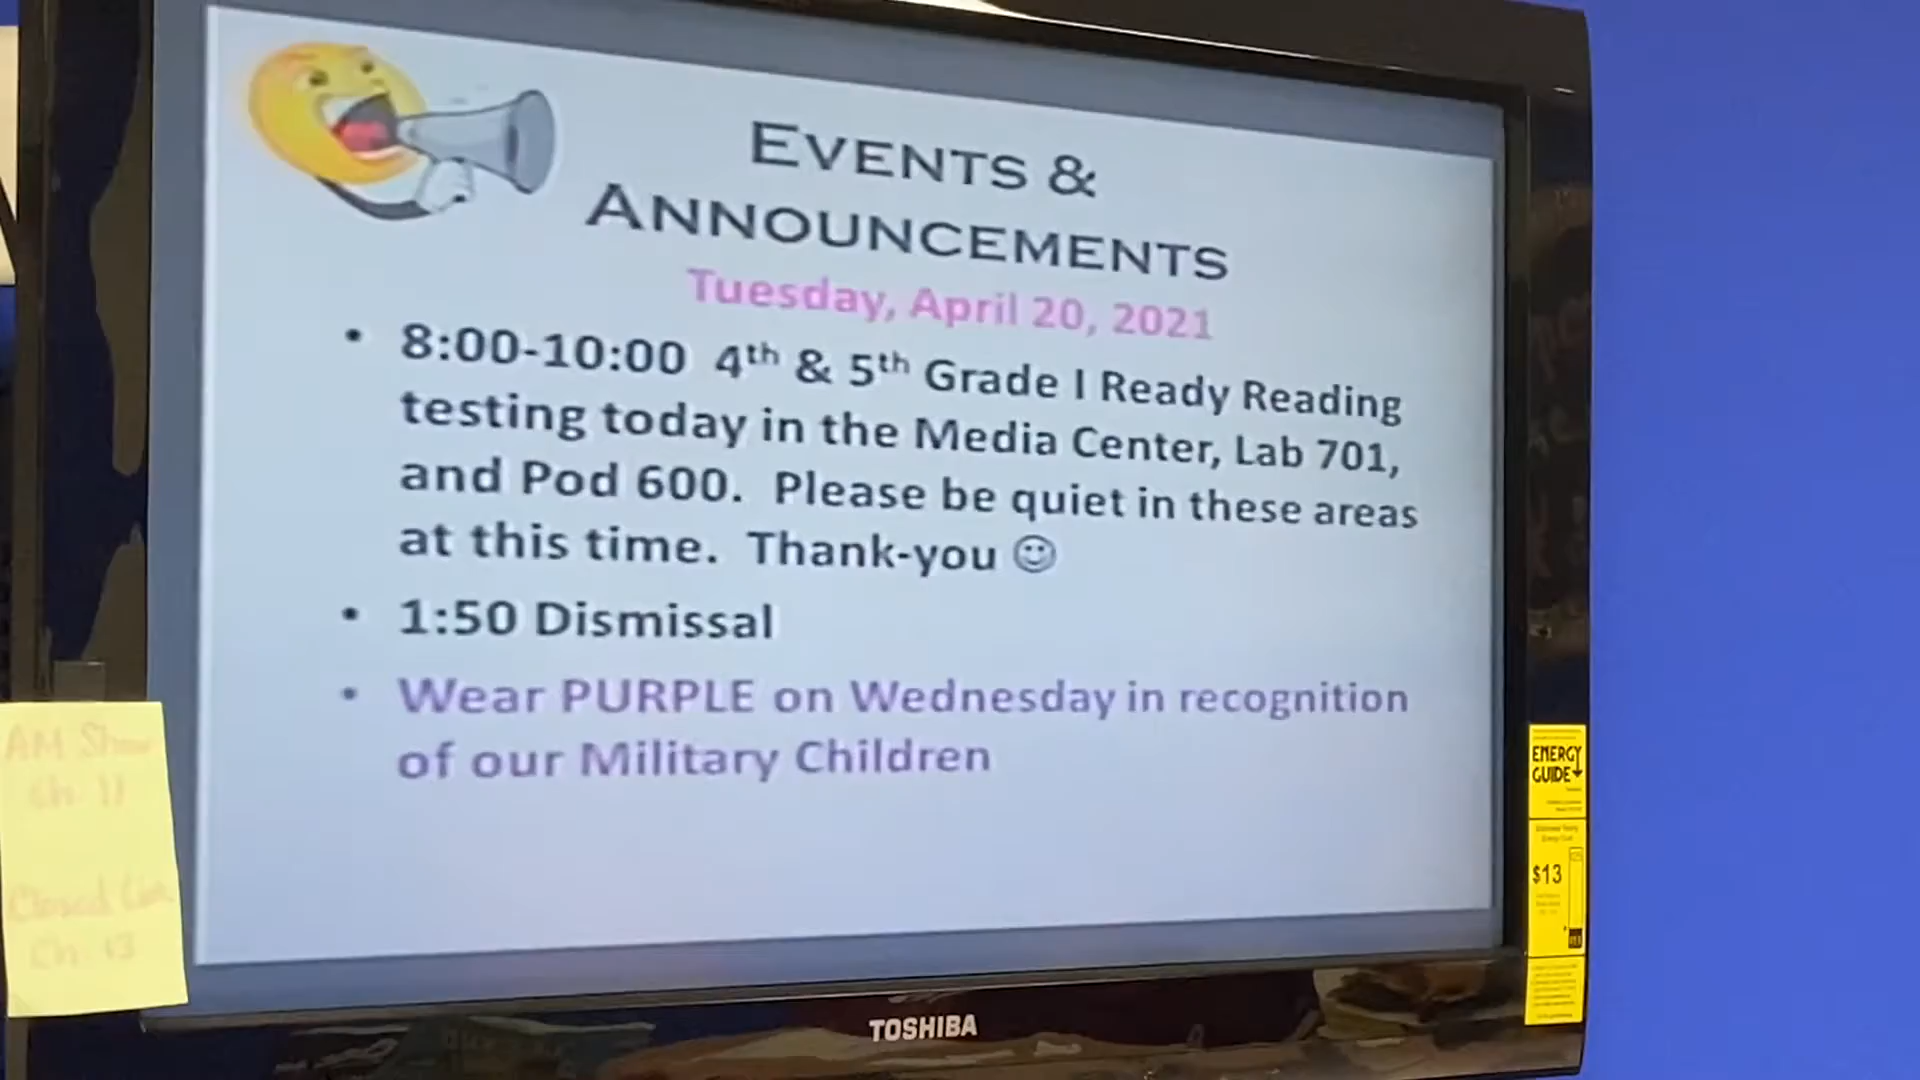 EVENTS &
ANNOUNCEMENTS
Tuesday, April 20, 2021
• 8:00-10:00 4th & 5th Grade I Ready Reading
testing today in the Media Center, Lab 701,
and Pod 600. Please be quiet in these areas
at this time. Thank-you ☺
• 1:50 Dismissal
• Wear PURPLE on Wednesday in recognition
of our Military Children
AM Show
Ch. 11
Closed
Ch. 13
ENERGY
GUIDE
$13
TOSHIBA